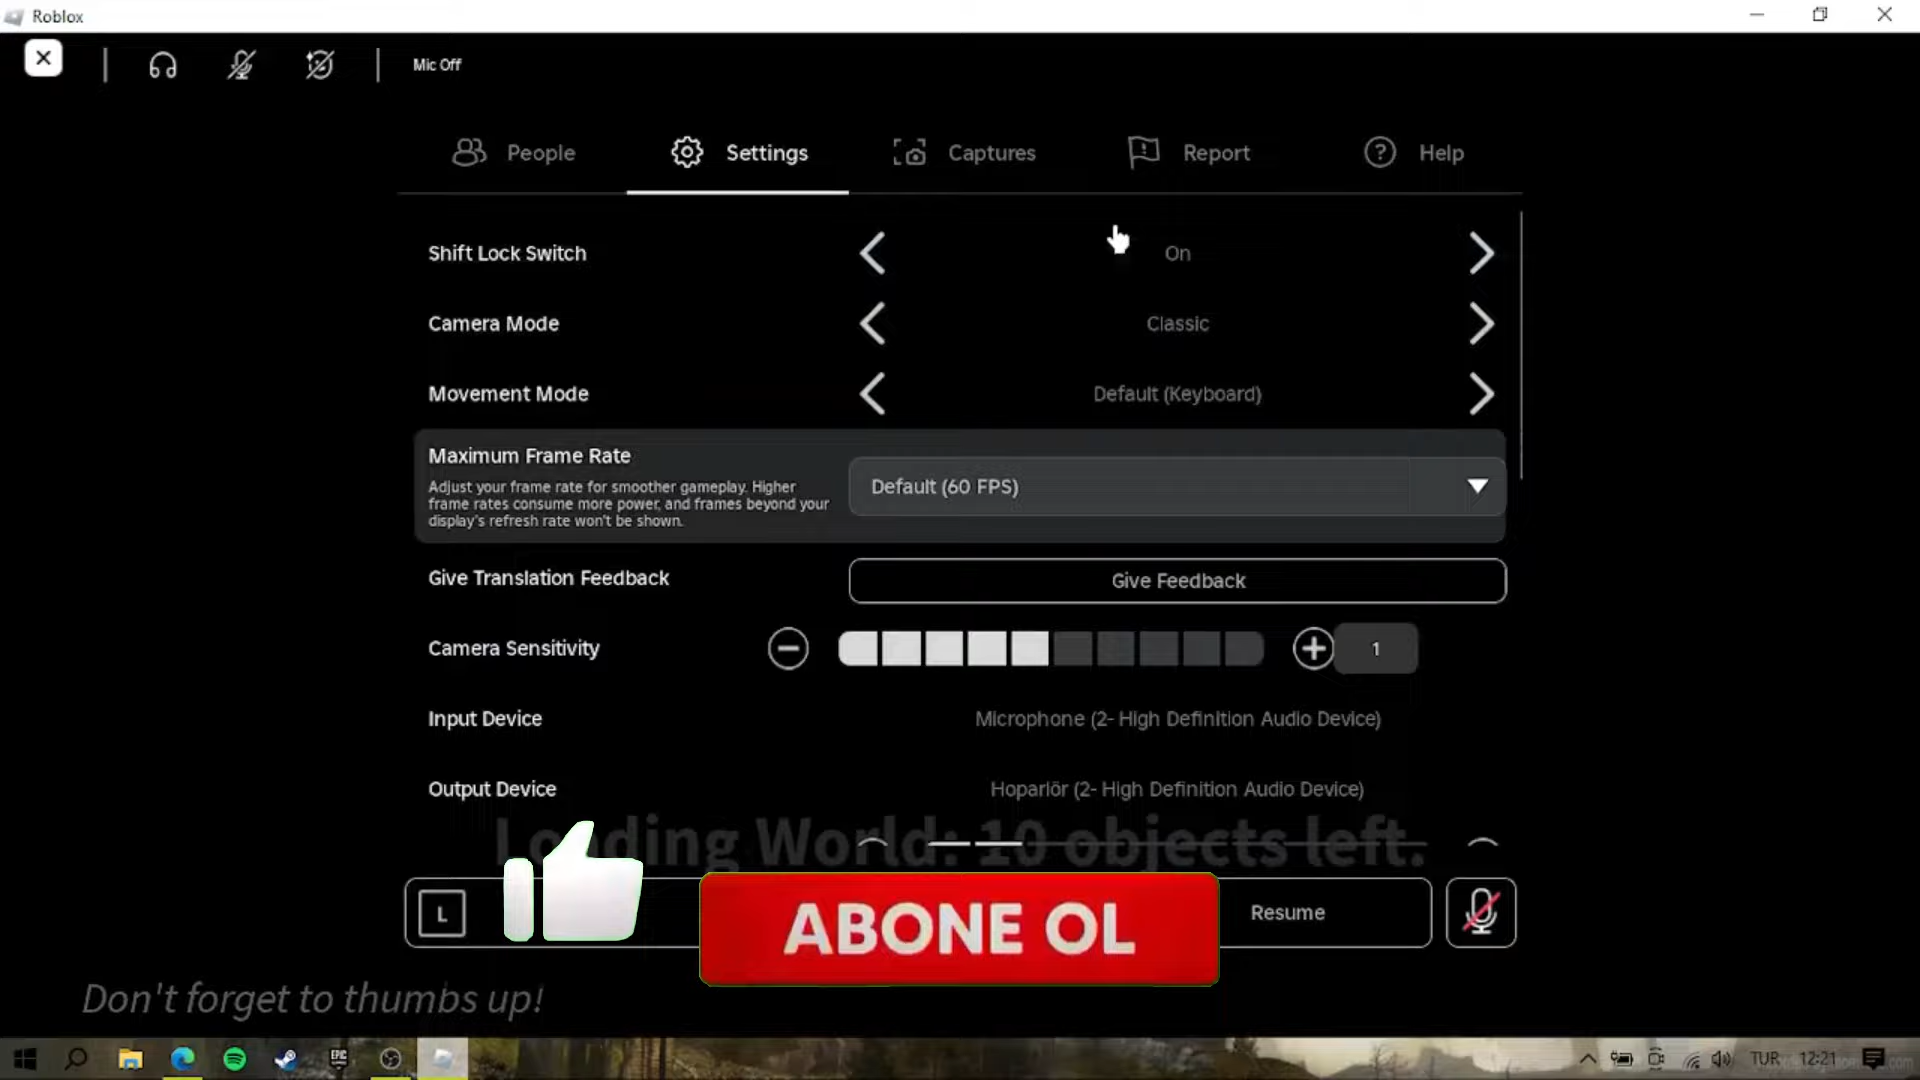 Roblox
Mic Off
People
Settings
Captures
Report
Help
Shift Lock Switch
On
Camera Mode
Classic
Movement Mode
Default (Keyboard)
Maximum Frame Rate
Adjust your frame rate for smoother gameplay. Higher
frame rates consume more power, and frames beyond your
display's refresh rate won't be shown.
Default (60 FPS)
Give Translation Feedback
Give Feedback
Camera Sensitivity
1
Input Device
Microphone (2- High Definition Audio Device)
Output Device
Hoparlör (2- High Definition Audio Device)
Loading World: 10 objects left.
L
ABONE OL
Resume
Don't forget to thumbs up!
EPIC
TUR
12:21